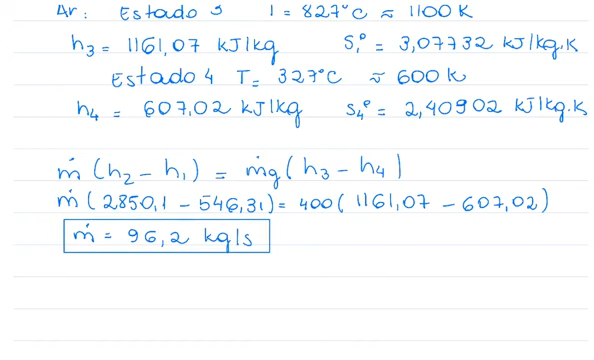 Ar: Estado 3 T = 827°C ≈ 1100 K
h₃ = 1161,07 kJ/kg S₁° = 3,07732 kJ/kg.K
Estado 4 T = 327°C ≈ 600 K
h₄ = 607,02 kJ/kg S₄° = 2,40902 kJ/kg.K
ṁ (h₂ - h₁) = ṁg (h₃ - h₄)
ṁ (2850,1 - 546,31) = 400 (1161,07 - 607,02)
ṁ = 96,2 kg/s